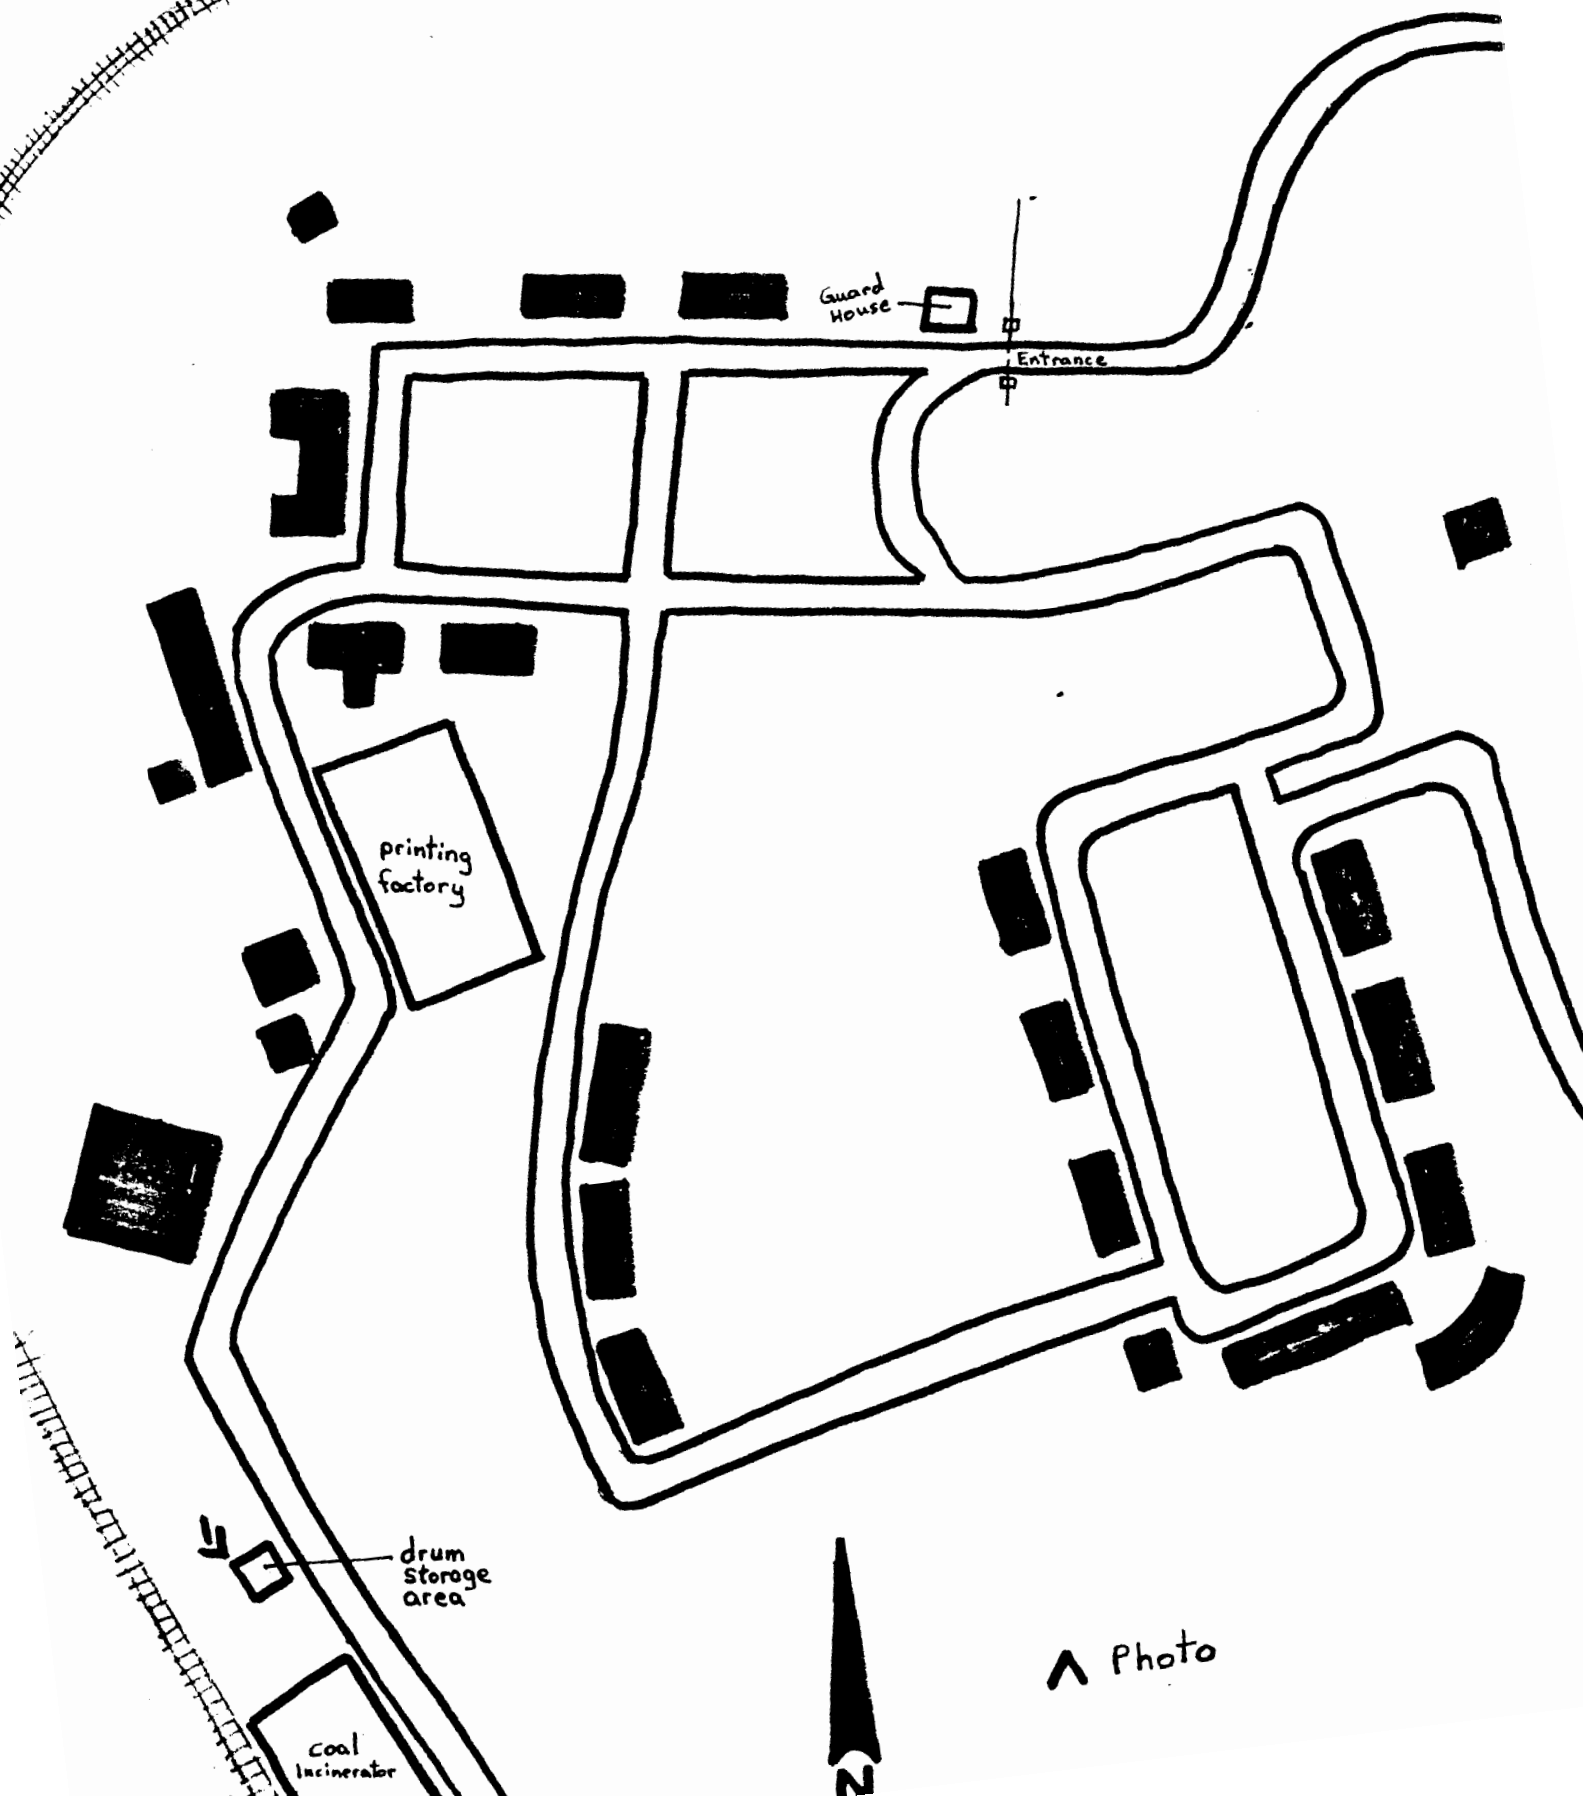 Guard
House
Entrance
printing
factory
drum
storage
area
Photo
coal
Incinerator
N